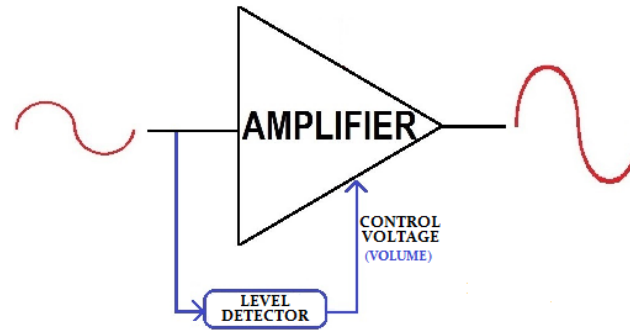 AMPLIFIER
CONTROL
VOLTAGE
(VOLUME)
LEVEL
DETECTOR